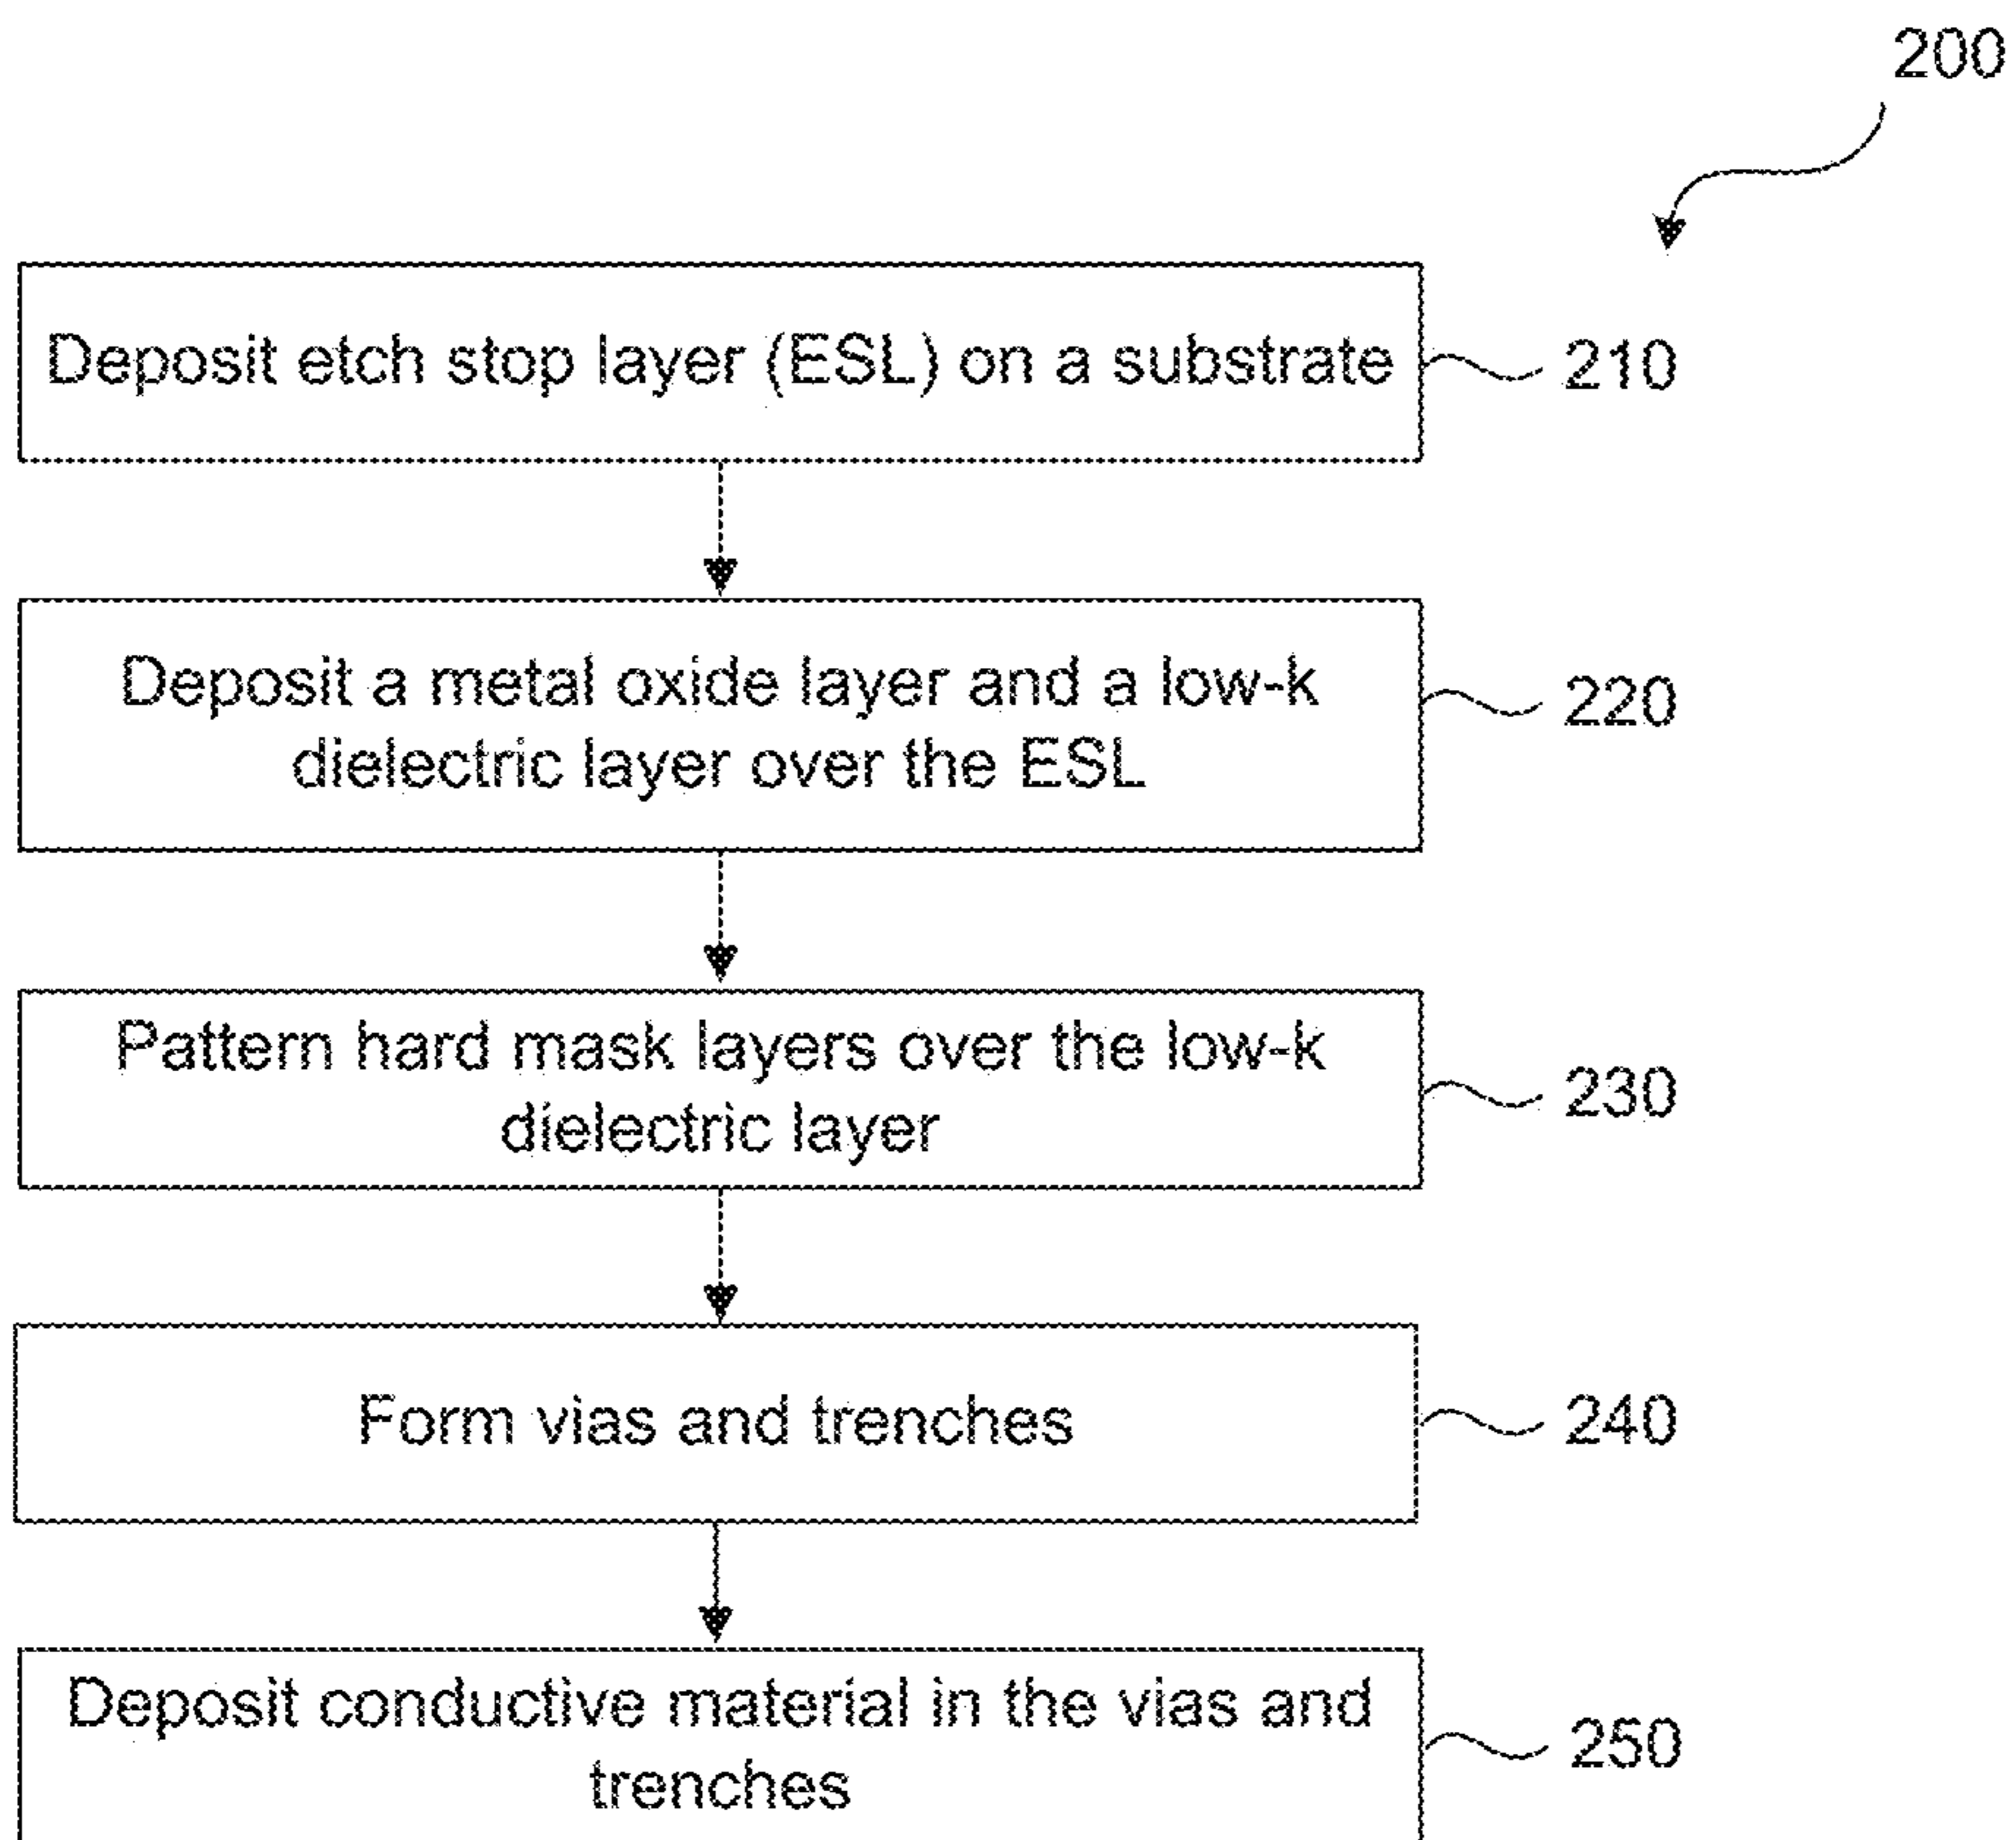 200
Deposit etch stop layer (ESL) on a substrate
210
Deposit a metal oxide layer and a low-k
dielectric layer over the ESL
220
Pattern hard mask layers over the low-k
dielectric layer
230
Form vias and trenches
240
Deposit conductive material in the vias and
trenches
250